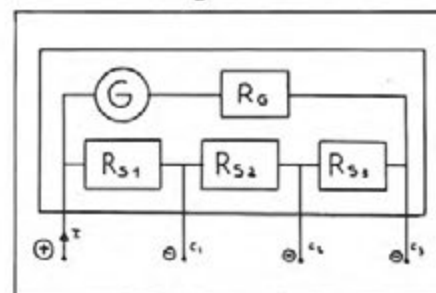 G R_G
R_S1 R_S2 R_S3
⊕ I ⊖ C₁ ⊖ C₂ ⊖ C₃